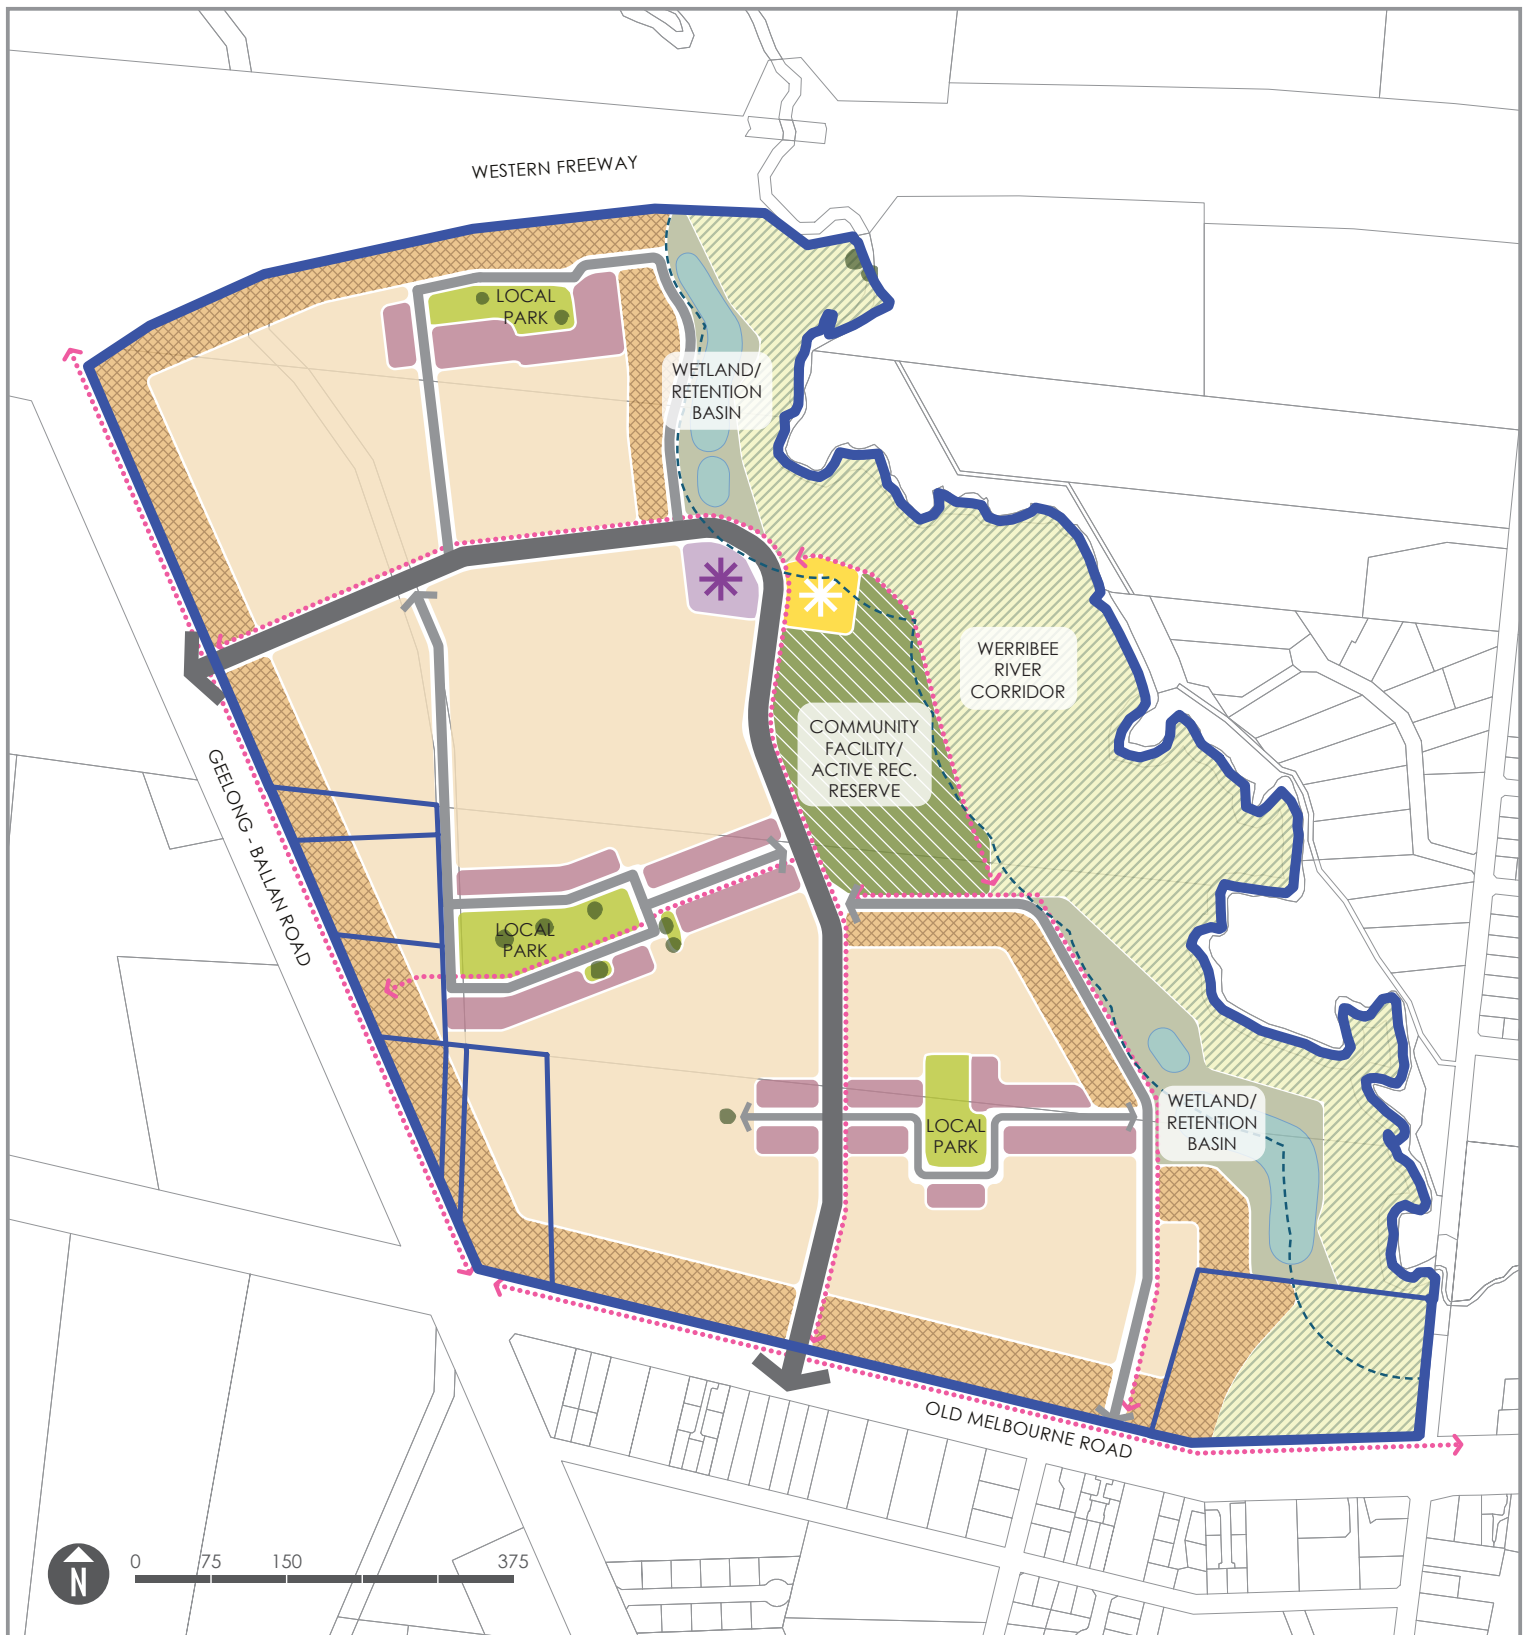 WESTERN FREEWAY
LOCAL
PARK
WETLAND/
RETENTION
BASIN
WERRIBEE
RIVER
CORRIDOR
COMMUNITY
FACILITY/
ACTIVE REC.
RESERVE
GEELONG - BALLAN ROAD
LOCAL
PARK
WETLAND/
RETENTION
BASIN
LOCAL
PARK
OLD MELBOURNE ROAD
0 75 150 375
N